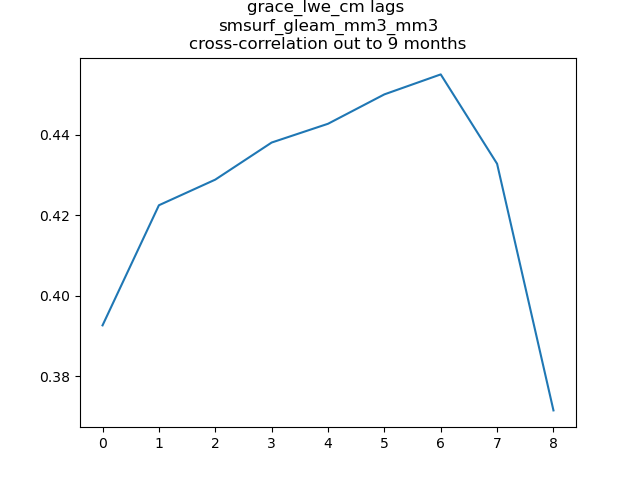 grace_lwe_cm lags
smsurf_gleam_mm3_mm3
cross-correlation out to 9 months
0.44
0.42
0.40
0.38
0 1 2 3 4 5 6 7 8